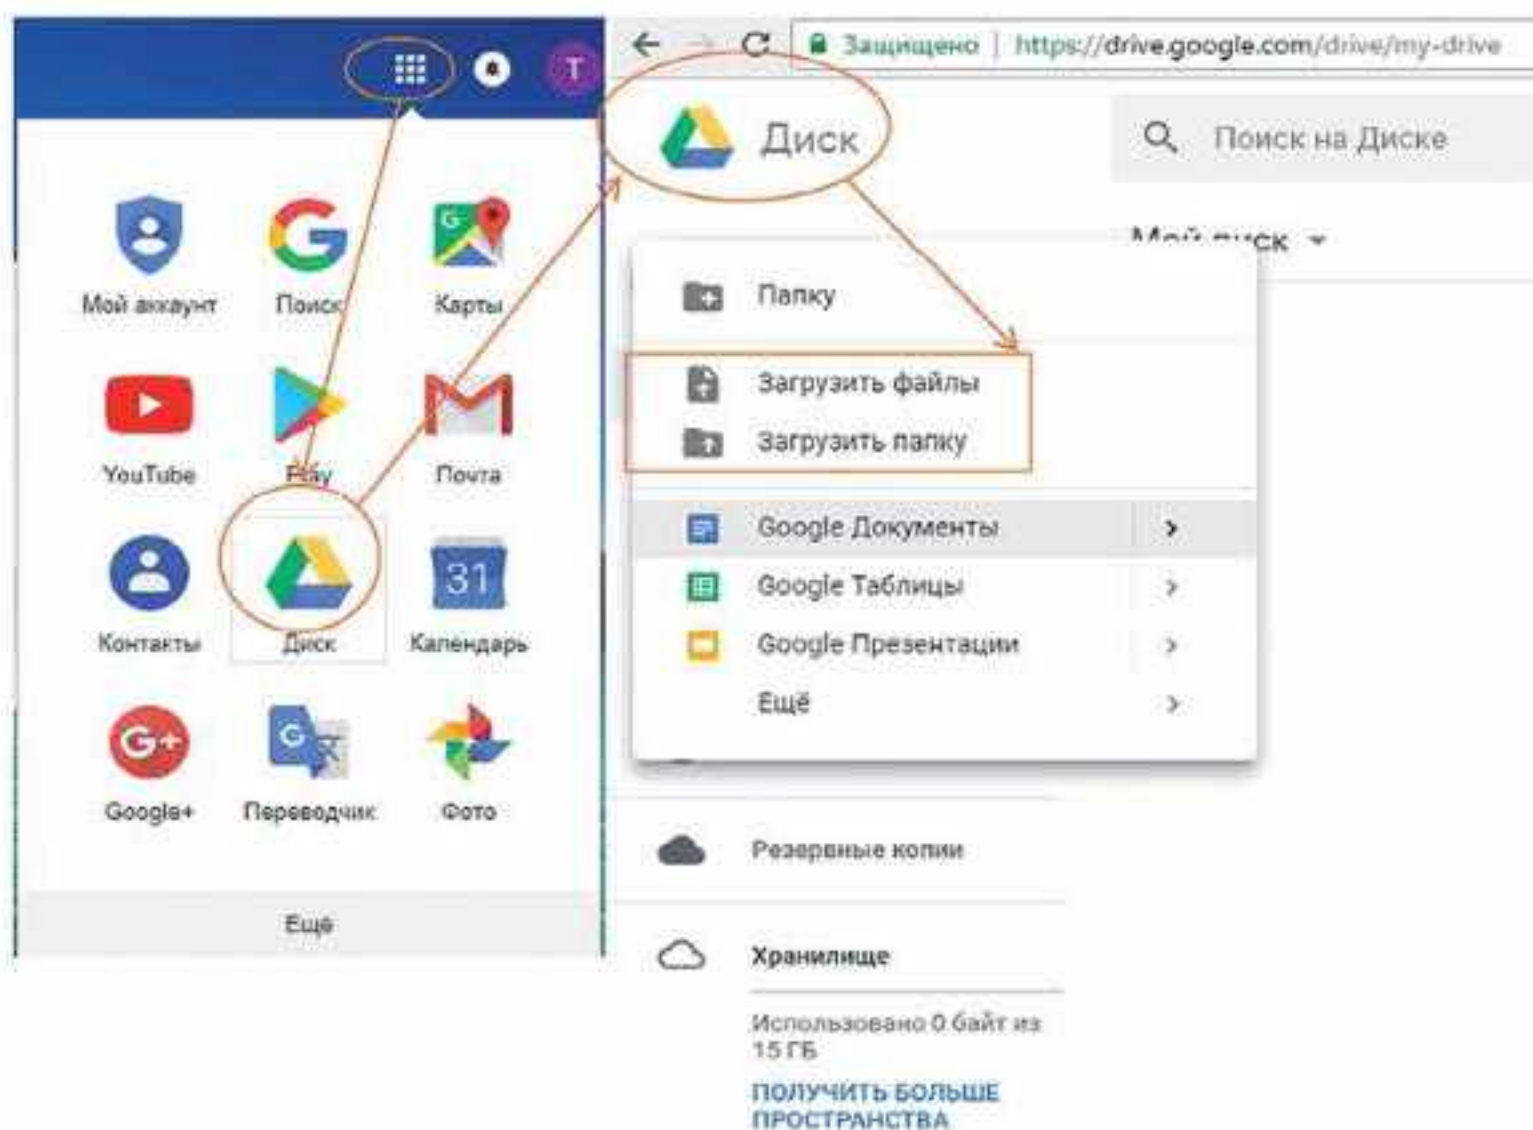 T
Мой аккаунт
Поиск
Карты
G
YouTube
Play
Почта
31
Контакты
Диск
Календарь
G+
G
Google+
Переводчик
Фото
Ещё
Защищено | https://drive.google.com/drive/my-drive
Диск
Поиск на Диске
Мой диск
Папку
Загрузить файлы
Загрузить папку
Google Документы
Google Таблицы
Google Презентации
Ещё
Резервные копии
Хранилище
Использовано 0 байт из
15 ГБ
ПОЛУЧИТЬ БОЛЬШЕ
ПРОСТРАНСТВА